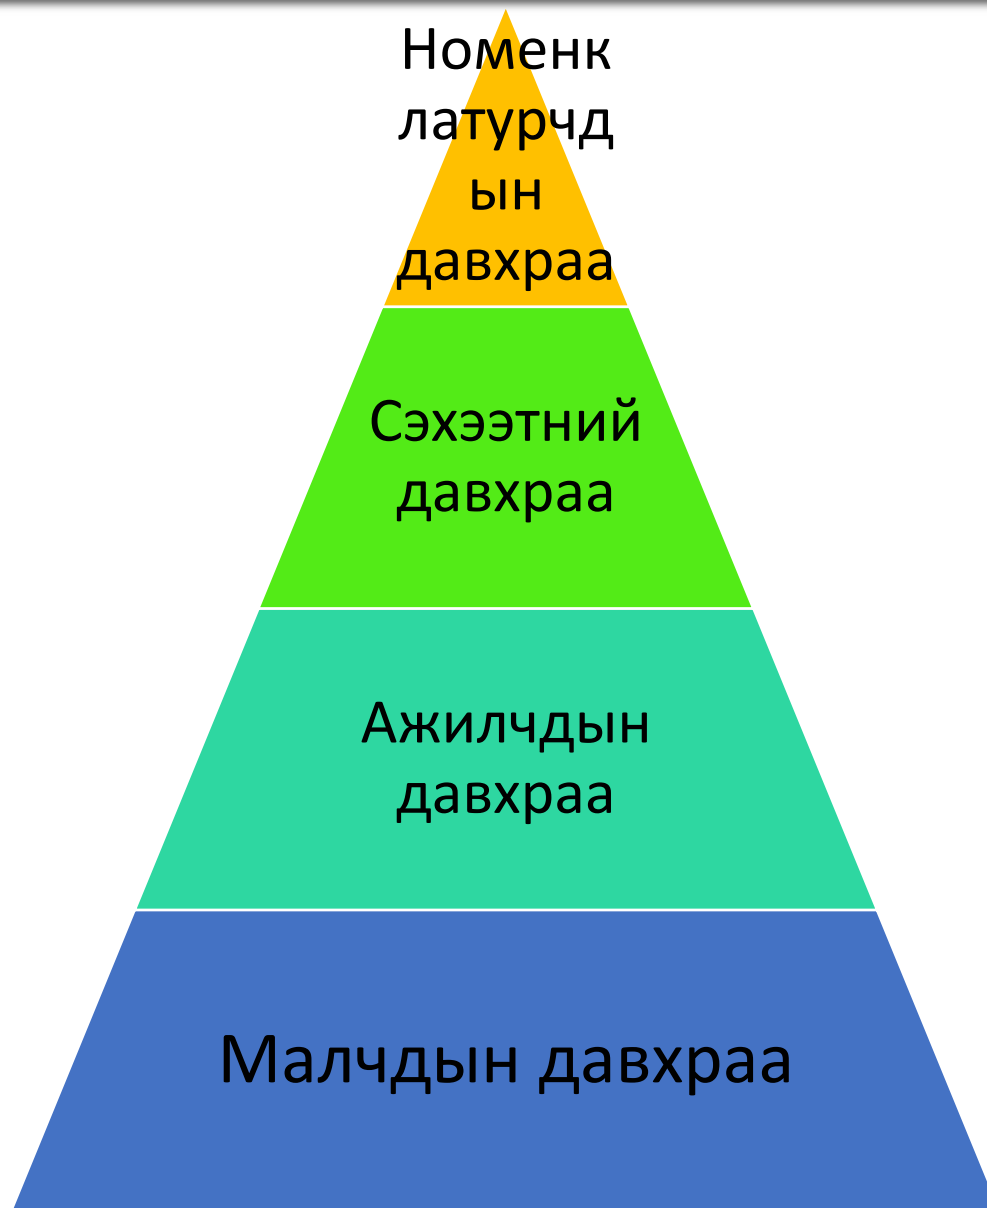 Номенк
латурчд
ын
давхраа
Сэхээтний
давхраа
Ажилчдын
давхраа
Малчдын давхраа